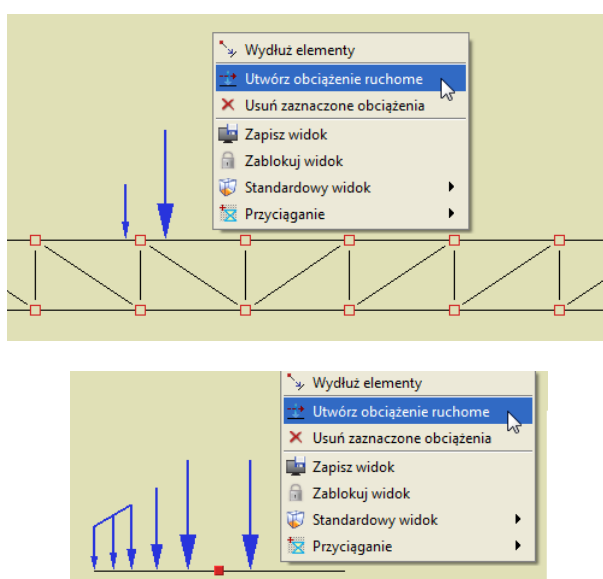 Wydłuż elementy
Utwórz obciążenie ruchome
Usuń zaznaczone obciążenia
Zapisz widok
Zablokuj widok
Standardowy widok
Przyciąganie
Wydłuż elementy
Utwórz obciążenie ruchome
Usuń zaznaczone obciążenia
Zapisz widok
Zablokuj widok
Standardowy widok
Przyciąganie